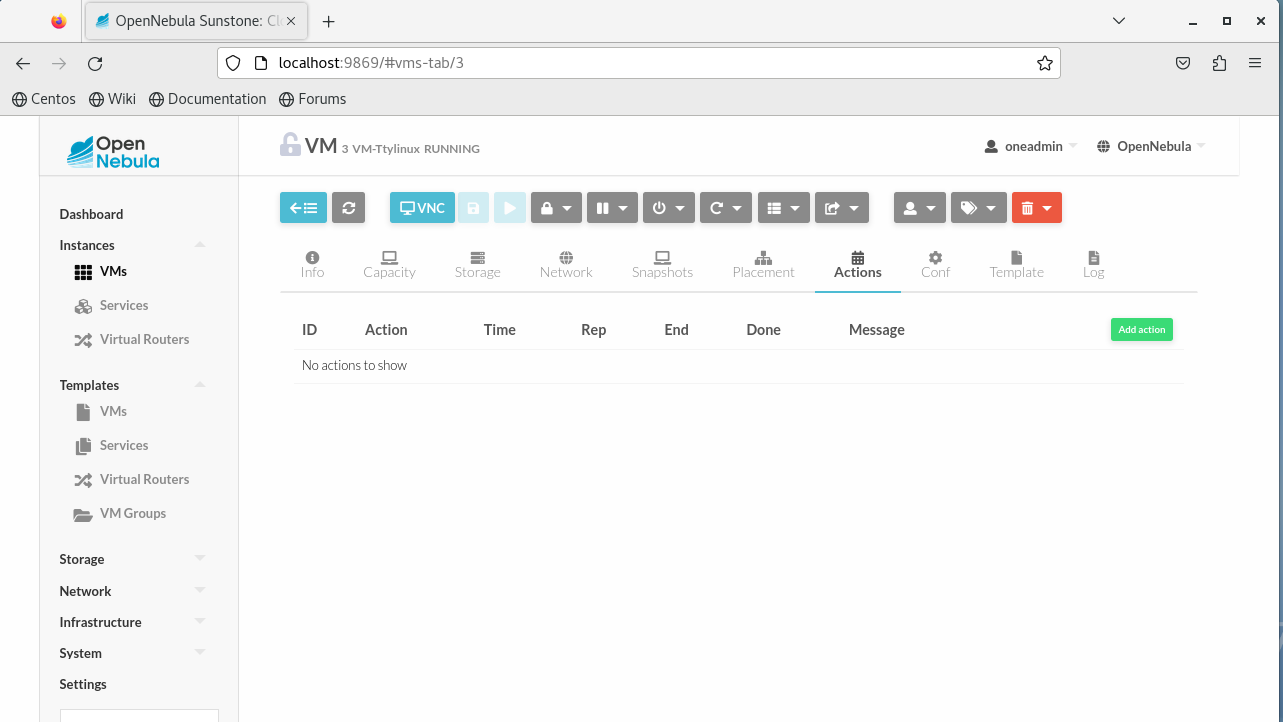 OpenNebula Sunstone: Cl
localhost:9869/#vms-tab/3
Centos Wiki Documentation Forums
Open
Nebula
VM 3 VM-Ttylinux RUNNING
oneadmin OpenNebula
VNC
Dashboard
Instances
VMs
Services
Virtual Routers
Templates
VMs
Services
Virtual Routers
VM Groups
Storage
Network
Infrastructure
System
Settings
Info Capacity Storage Network Snapshots Placement Actions Conf Template Log
ID Action Time Rep End Done Message Add action
No actions to show